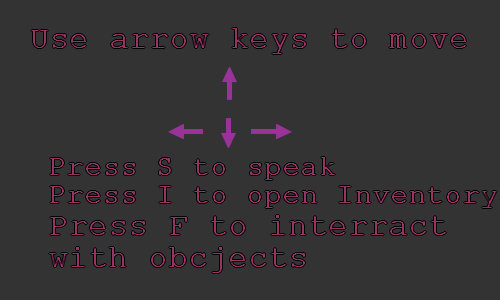 Use arrow keys to move
Press S to speak
Press I to open Inventory
Press F to interract
with obcjects